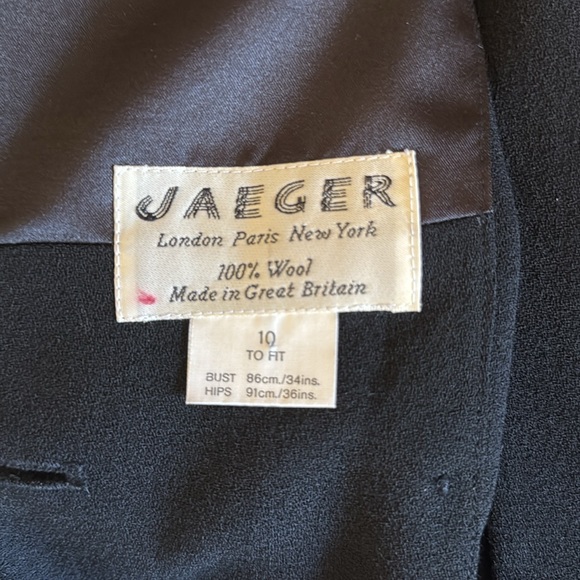 JAEGER
London Paris New York
100% Wool
Made in Great Britain
10
TO FIT
BUST 86cm./34ins.
HIPS 91cm./36ins.